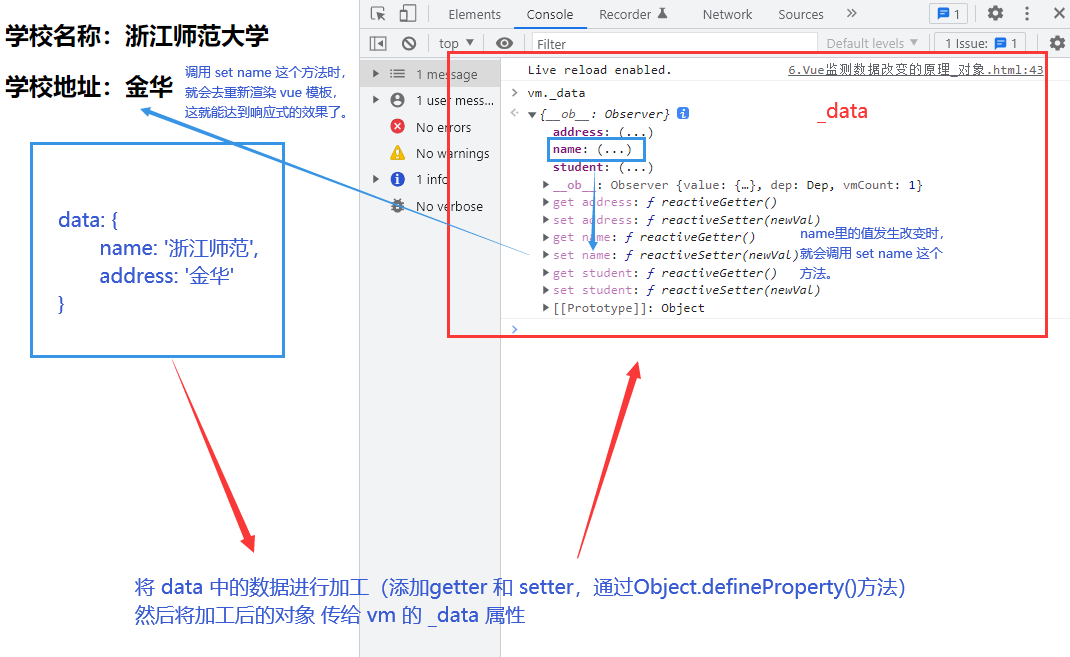 学校名称：浙江师范大学
学校地址：金华
调用 set name 这个方法时，
就会去重新渲染 vue 模板，
这就能达到响应式的效果了。
data: {
name: '浙江师范',
address: '金华'
}
Elements
Console
Recorder
Network
Sources
1
top
Filter
Default levels
1 Issue:
1
1 message
1 user mess...
No errors
No warnings
1 info
No verbose
Live reload enabled.
6.Vue监测数据改变的原理_对象.html:43
vm._data
{__ob__: Observer}
_data
address: (...)
name: (...)
student: (...)
__ob__: Observer {value: {…}, dep: Dep, vmCount: 1}
get address: ƒ reactiveGetter()
set address: ƒ reactiveSetter(newVal)
get name: ƒ reactiveGetter()
set name: ƒ reactiveSetter(newVal)
get student: ƒ reactiveGetter()
set student: ƒ reactiveSetter(newVal)
[[Prototype]]: Object
name里的值发生改变时，
就会调用 set name 这个
方法。
将 data 中的数据进行加工（添加getter 和 setter，通过Object.defineProperty()方法）
然后将加工后的对象 传给 vm 的 _data 属性